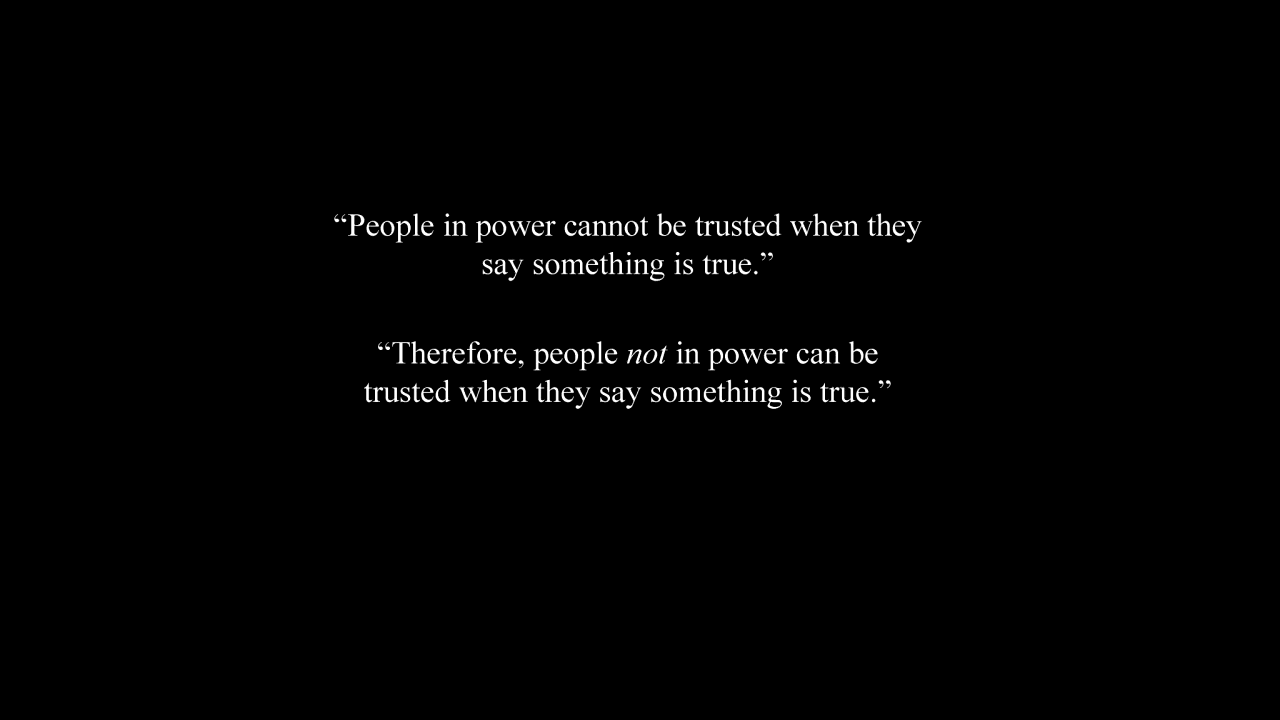 “People in power cannot be trusted when they
say something is true.”
“Therefore, people not in power can be
trusted when they say something is true.”